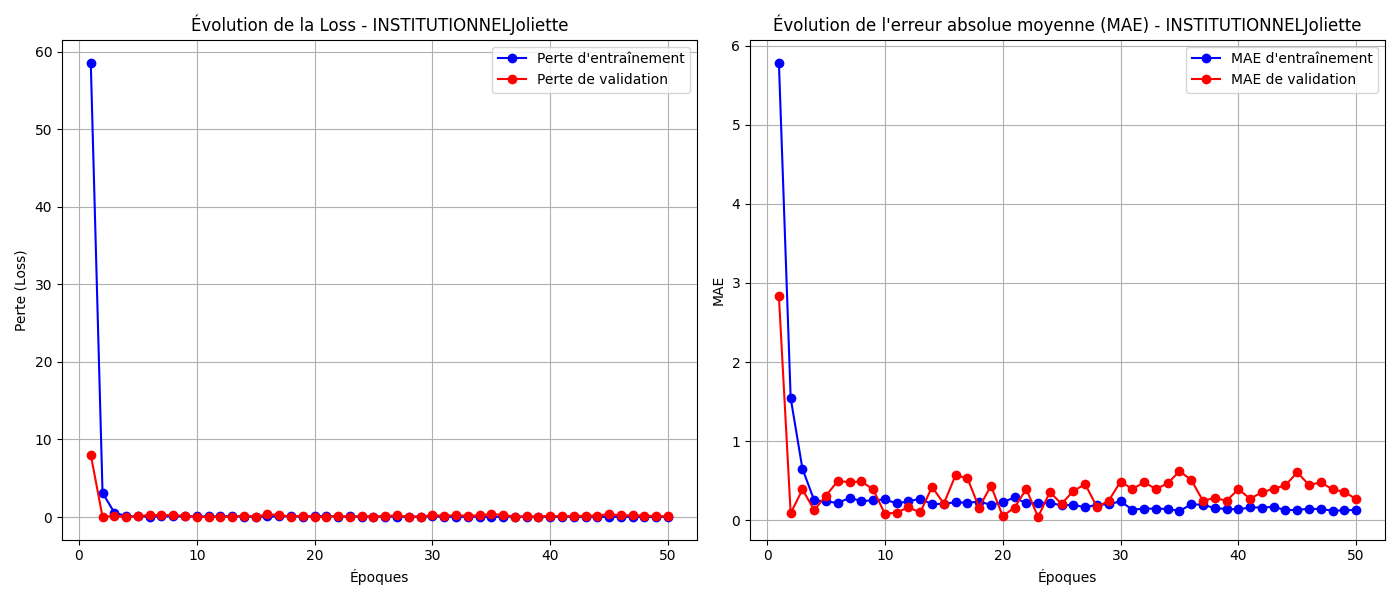 Évolution de la Loss - INSTITUTIONNELJoliette
60
50
40
30
20
10
0
Perte (Loss)
Perte d'entraînement
Perte de validation
0 10 20 30 40 50
Époques
Évolution de l'erreur absolue moyenne (MAE) - INSTITUTIONNELJoliette
6
5
4
3
2
1
0
MAE
MAE d'entraînement
MAE de validation
0 10 20 30 40 50
Époques